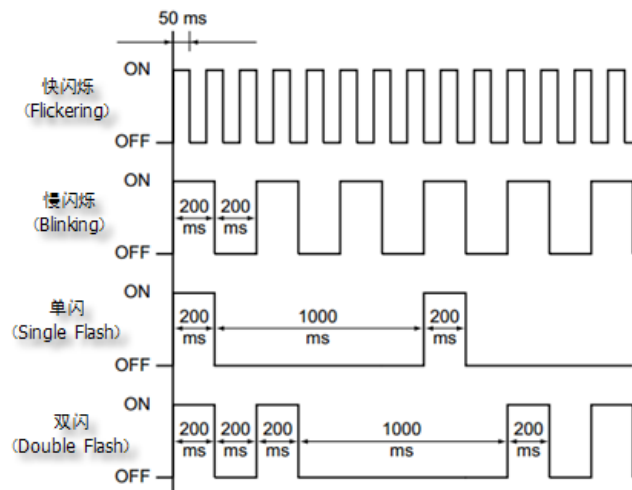 50 ms
快闪烁
(Flickering)
ON
OFF
慢闪烁
(Blinking)
ON
200
ms
200
ms
OFF
单闪
(Single Flash)
ON
200
ms
1000
ms
200
ms
OFF
双闪
(Double Flash)
ON
200
ms
200
ms
200
ms
1000
ms
200
ms
OFF